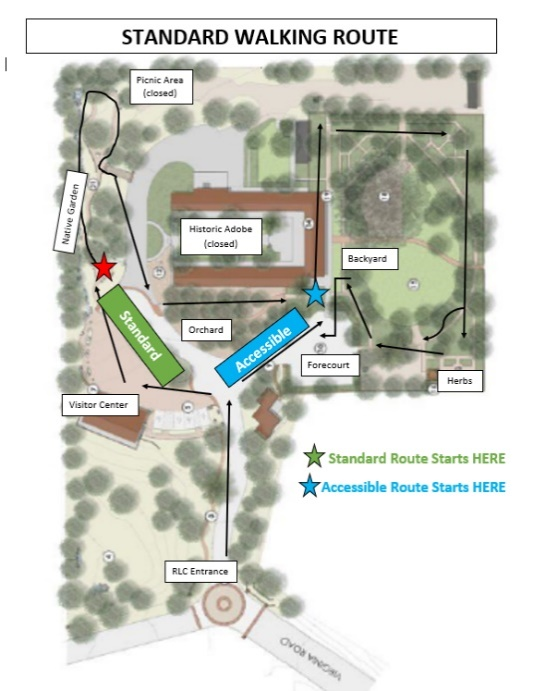 STANDARD WALKING ROUTE
Picnic Area
(closed)
Native Garden
Historic Adobe
(closed)
Backyard
Standard
Orchard
Accessible
Forecourt
Herbs
Visitor Center
Standard Route Starts HERE
Accessible Route Starts HERE
RLC Entrance
VIRGINIA ROAD